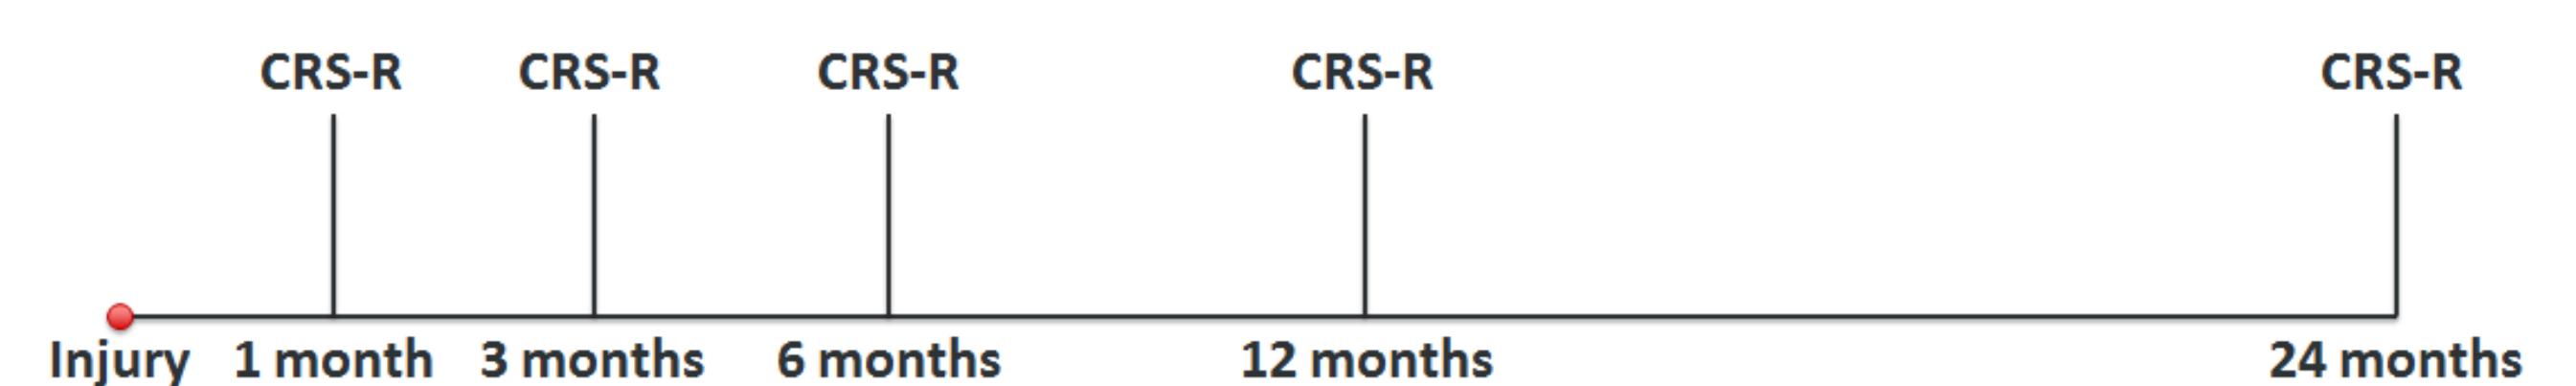 CRS-R CRS-R CRS-R CRS-R CRS-R
Injury 1 month 3 months 6 months 12 months 24 months